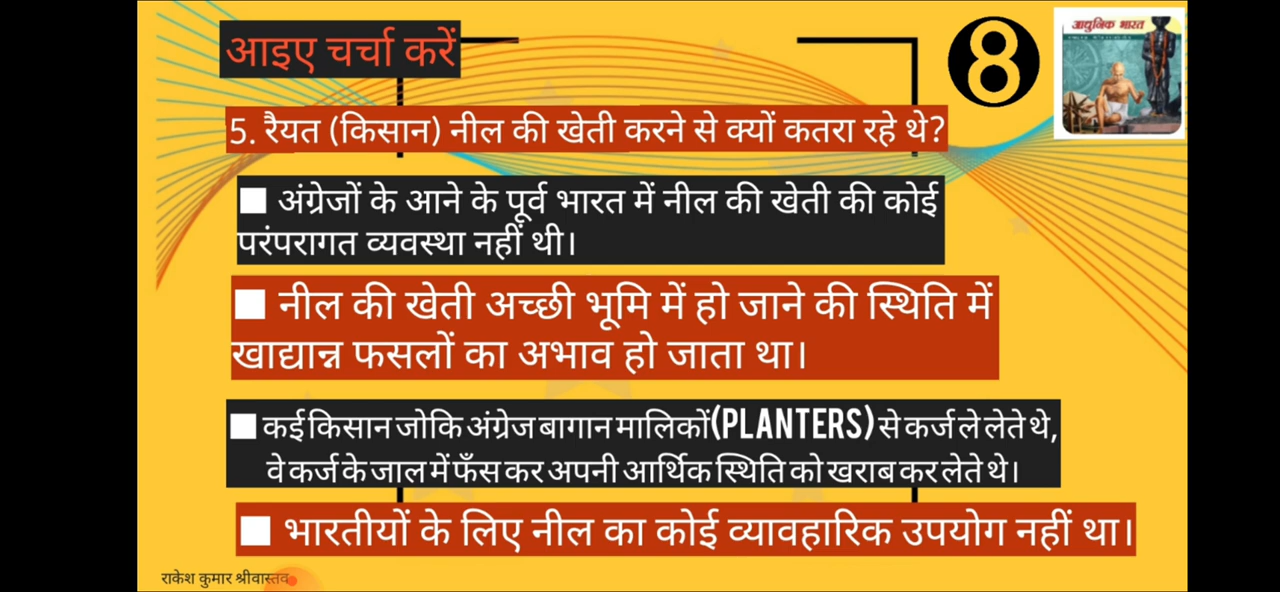 आइए चर्चा करें
8
आधुनिक भारत
5. रैयत (किसान) नील की खेती करने से क्यों कतरा रहे थे?
■ अंग्रेजों के आने के पूर्व भारत में नील की खेती की कोई
परंपरागत व्यवस्था नहीं थी।
■ नील की खेती अच्छी भूमि में हो जाने की स्थिति में
खाद्यान्न फसलों का अभाव हो जाता था।
■ कई किसान जोकि अंग्रेज बागान मालिकों(PLANTERS) से कर्ज ले लेते थे,
वे कर्ज के जाल में फँस कर अपनी आर्थिक स्थिति को खराब कर लेते थे।
■ भारतीयों के लिए नील का कोई व्यावहारिक उपयोग नहीं था।
राकेश कुमार श्रीवास्तव